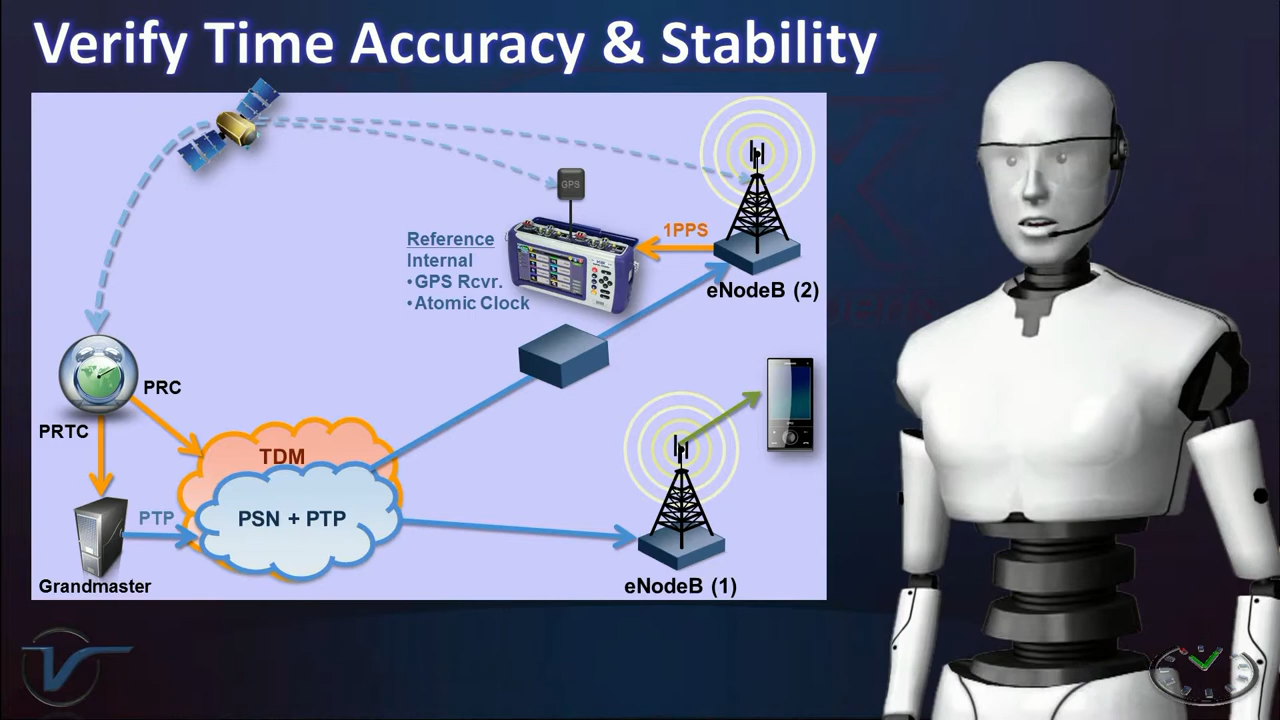 Verify Time Accuracy & Stability
GPS
1PPS
Reference
Internal
•GPS Rcvr.
•Atomic Clock
eNodeB (2)
PRC
PRTC
TDM
PTP
PSN + PTP
Grandmaster
eNodeB (1)